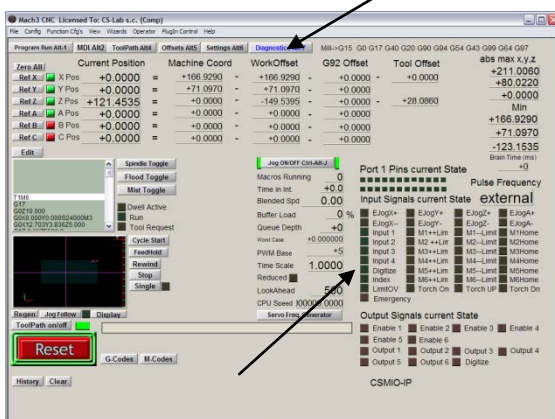 Mach3 CNC Licensed To: CS-Lab s.c. (Comp)
File Config Function Cfg's View Wizards Operator PlugIn Control Help
Program Run Alt-1 MDI Alt2 ToolPath Alt4 Offsets Alt5 Settings Alt6 Diagnostics Mill->G15 G0 G17 G40 G20 G90 G94 G54 G43 G99 G64 G97
Zero All Current Position Machine Coord WorkOffset G92 Offset Tool Offset abs max x,y,z
Ref X X Pos +0.0000 = +166.9290 - +166.9290 - +0.0000 - +0.0000 +211.0060
Ref Y Y Pos +0.0000 = +71.0970 - +71.0970 - +0.0000 +80.0220
Ref Z Z Pos +121.4535 = +0.0000 - -149.5395 - +0.0000 - +28.0860 +0.0000
Ref A A Pos +0.0000 = +0.0000 - +0.0000 - +0.0000 Min
Ref B B Pos +0.0000 = +0.0000 - +0.0000 - +0.0000 +166.9290
Ref C C Pos +0.0000 = +0.0000 - +0.0000 - +0.0000 +71.0970
-123.1535
Edit
Brain Time (ms)
+0
Spindle Toggle
Flood Toggle
Mist Toggle
T1M6
G17
G0Z10.000
G0X0.000Y0.000S24000M3
G0X12.703Y3.836Z5.000
Dwell Active
Run
Tool Request
Cycle Start
FeedHold
Rewind
Stop
Single
Regen Jog Follow Display
ToolPath on/off
Reset
G-Codes M-Codes
History Clear
Jog ON/OFF Ctrl-Alt-J
Macros Running 0
Time in Int. +0.0
Blended Spd 0.00
Buffer Load 0 %
Queue Depth +0
Worst Case +0.000000
PWM Base +5
Time Scale 1.0000
Reduced
LookAhead 500
CPU Speed
Servo Freq Generator
Port 1 Pins current State
Pulse Frequency
Input Signals current State external
EJogX+ EJogY+ EJogZ+ EJogA+
EJogX- EJogY- EJogZ- EJogA-
Input 1 M1++Lim M1--Limit M1Home
Input 2 M2 ++Lim M2--Limit M2Home
Input 3 M3++Lim M3--Limit M3Home
Input 4 M4++Lim M4--Limit M4Home
Digitize M5++Lim M5--Limit M5Home
Index M6++Lim M6--Limit M6Home
LimitOV Torch On Torch UP Torch On
Emergency
Output Signals current State
Enable 1 Enable 2 Enable 3 Enable 4
Enable 5 Enable 6
Output 1 Output 2 Output 3 Output 4
Output 5 Output 6 Digitize
CSMIO-IP